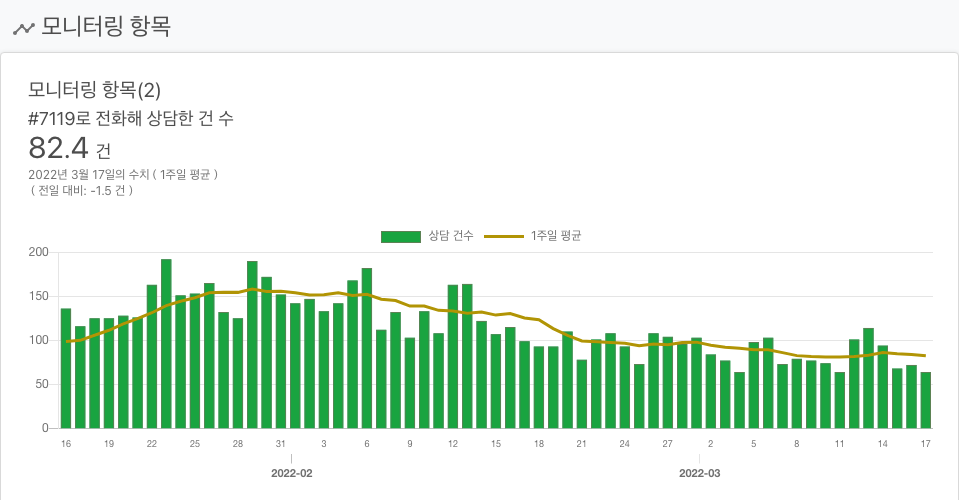 모니터링 항목
모니터링 항목(2)
#7119로 전화해 상담한 건 수
82.4 건
2022년 3월 17일의 수치 ( 1주일 평균 )
( 전일 대비: -1.5 건 )
상담 건수 1주일 평균
200
150
100
50
0
16 19 22 25 28 31 3 6 9 12 15 18 21 24 27 2 5 8 11 14 17
2022-02 2022-03